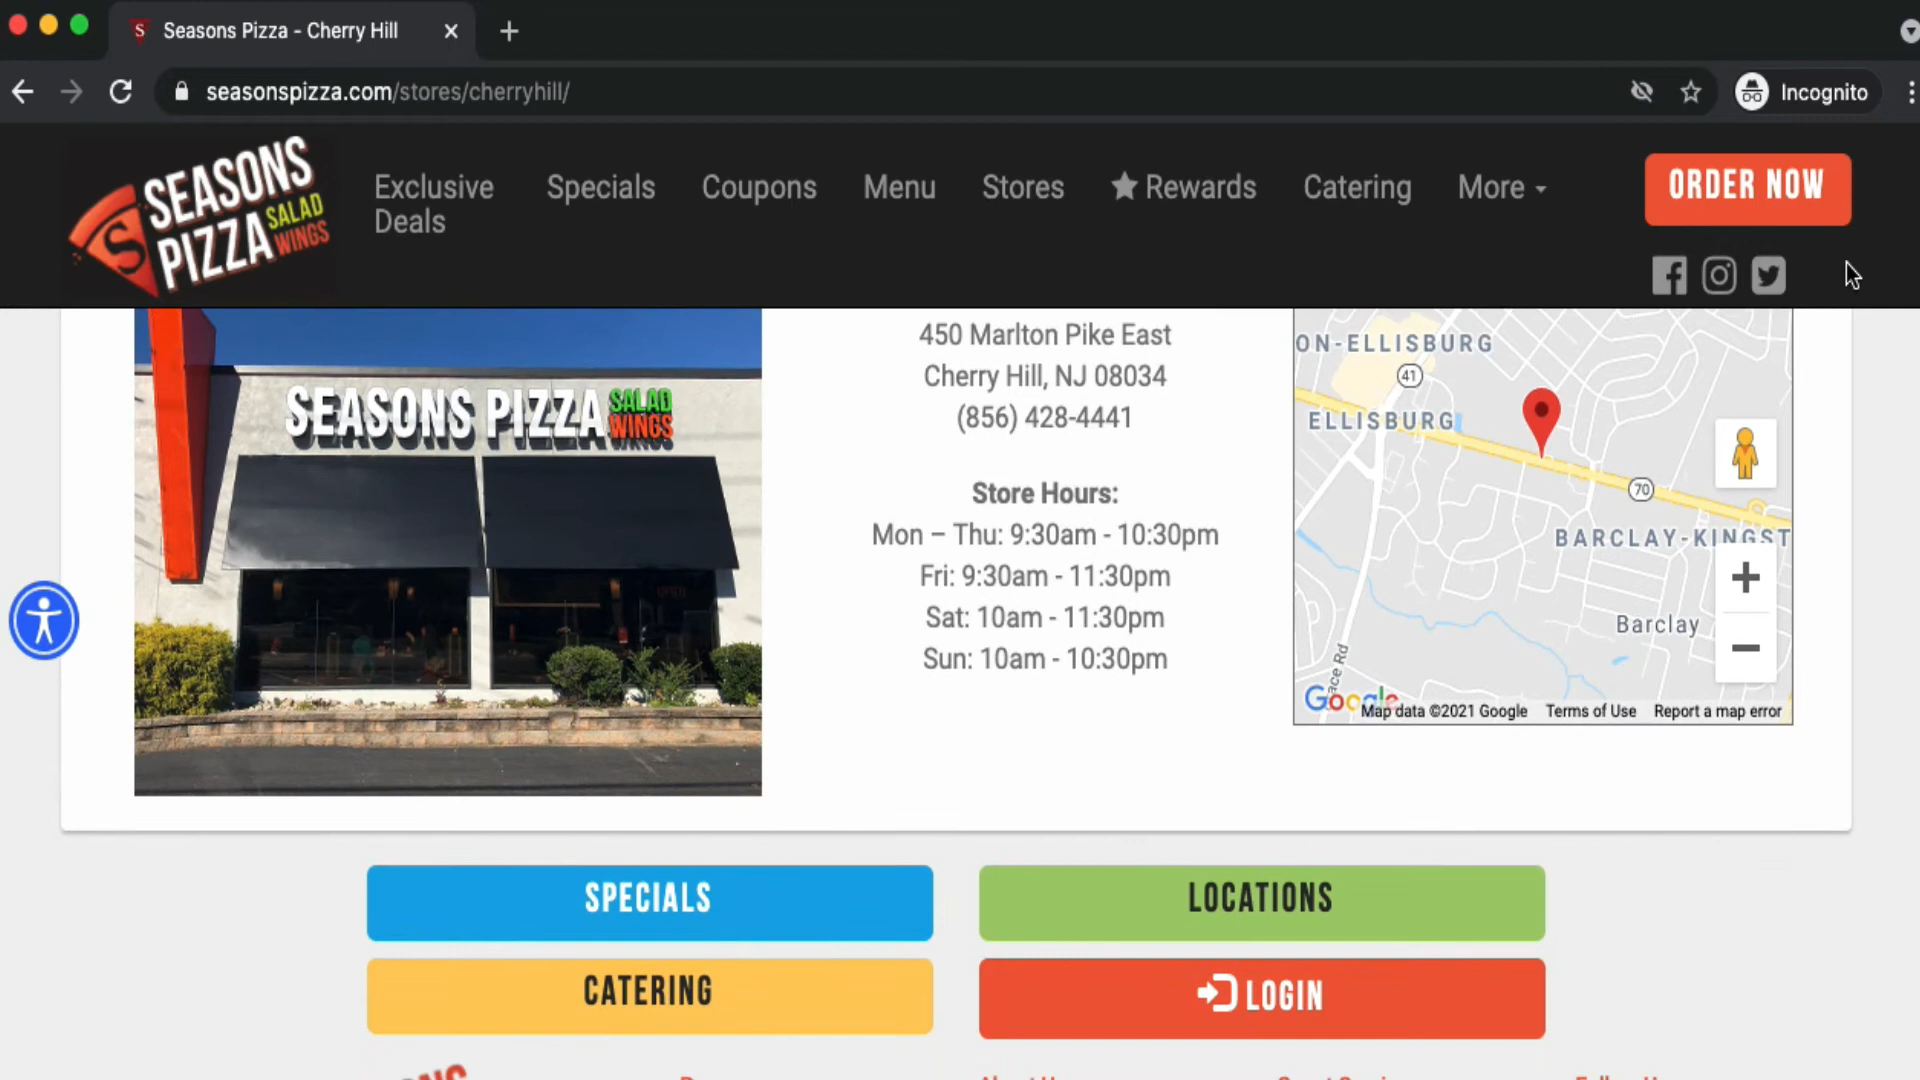 Seasons Pizza - Cherry Hill
seasonspizza.com/stores/cherryhill/
Incognito
SEASONS
PIZZA SALAD
WINGS
Exclusive
Deals
Specials
Coupons
Menu
Stores
Rewards
Catering
More
ORDER NOW
SEASONS PIZZA SALAD
WINGS
450 Marlton Pike East
Cherry Hill, NJ 08034
(856) 428-4441
Store Hours:
Mon – Thu: 9:30am - 10:30pm
Fri: 9:30am - 11:30pm
Sat: 10am - 11:30pm
Sun: 10am - 10:30pm
ON-ELLISBURG
41
ELLISBURG
70
BARCLAY-KINGST
Barclay
ace Rd
Google
Map data ©2021 Google
Terms of Use
Report a map error
SPECIALS
LOCATIONS
CATERING
LOGIN